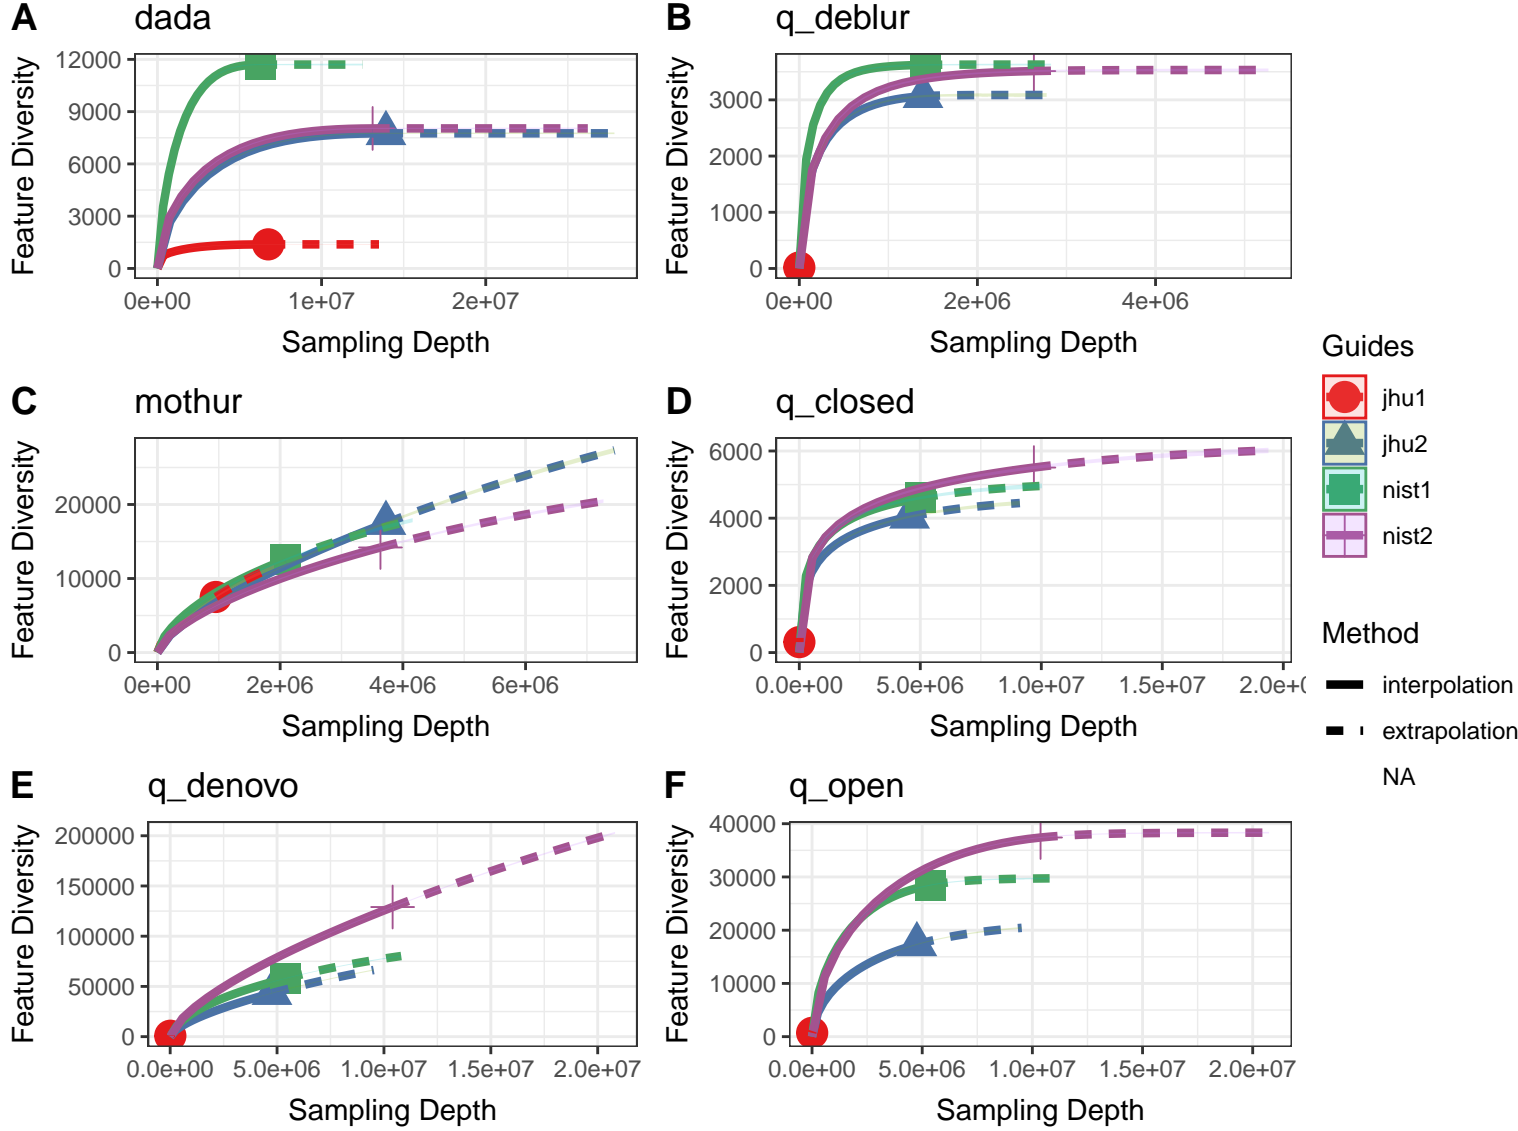 A dada
Feature Diversity
12000
9000
6000
3000
0
0e+00 1e+07 2e+07
Sampling Depth
B q_deblur
Feature Diversity
3000
2000
1000
0
0e+00 2e+06 4e+06
Sampling Depth
C mothur
Feature Diversity
20000
10000
0
0e+00 2e+06 4e+06 6e+06
Sampling Depth
D q_closed
Feature Diversity
6000
4000
2000
0
0.0e+00 5.0e+06 1.0e+07 1.5e+07 2.0e+
Sampling Depth
E q_denovo
Feature Diversity
200000
150000
100000
50000
0
0.0e+00 5.0e+06 1.0e+07 1.5e+07 2.0e+07
Sampling Depth
F q_open
Feature Diversity
40000
30000
20000
10000
0
0.0e+00 5.0e+06 1.0e+07 1.5e+07 2.0e+07
Sampling Depth
Guides
jhu1
jhu2
nist1
nist2
Method
interpolation
extrapolation
NA